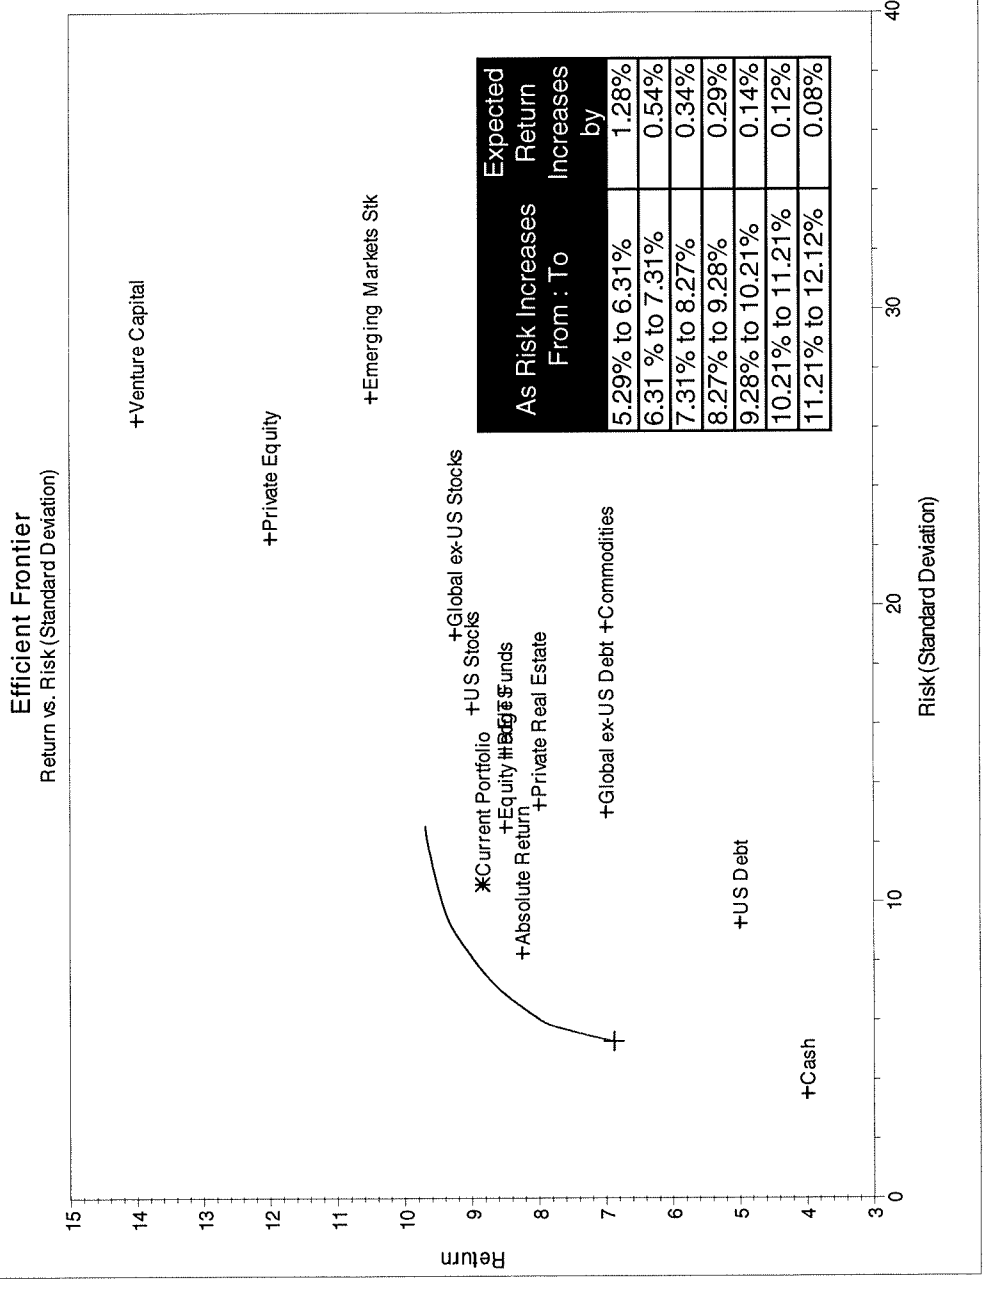 Efficient Frontier
Return vs. Risk (Standard Deviation)
15
14
13
12
11
10
9
8
7
6
5
4
3
Return
+Venture Capital
+Private Equity
+Emerging Markets Stk
+Global ex-US Stocks
+US Stocks
Current Portfolio
+Equity Hedge Funds
+REITS
+Absolute Return
+Private Real Estate
+Global ex-US Debt
+Commodities
+US Debt
+Cash
As Risk Increases From : To Expected Return Increases by
5.29% to 6.31% 1.28%
6.31 % to 7.31% 0.54%
7.31% to 8.27% 0.34%
8.27% to 9.28% 0.29%
9.28% to 10.21% 0.14%
10.21% to 11.21% 0.12%
11.21% to 12.12% 0.08%
0 10 20 30 40
Risk (Standard Deviation)